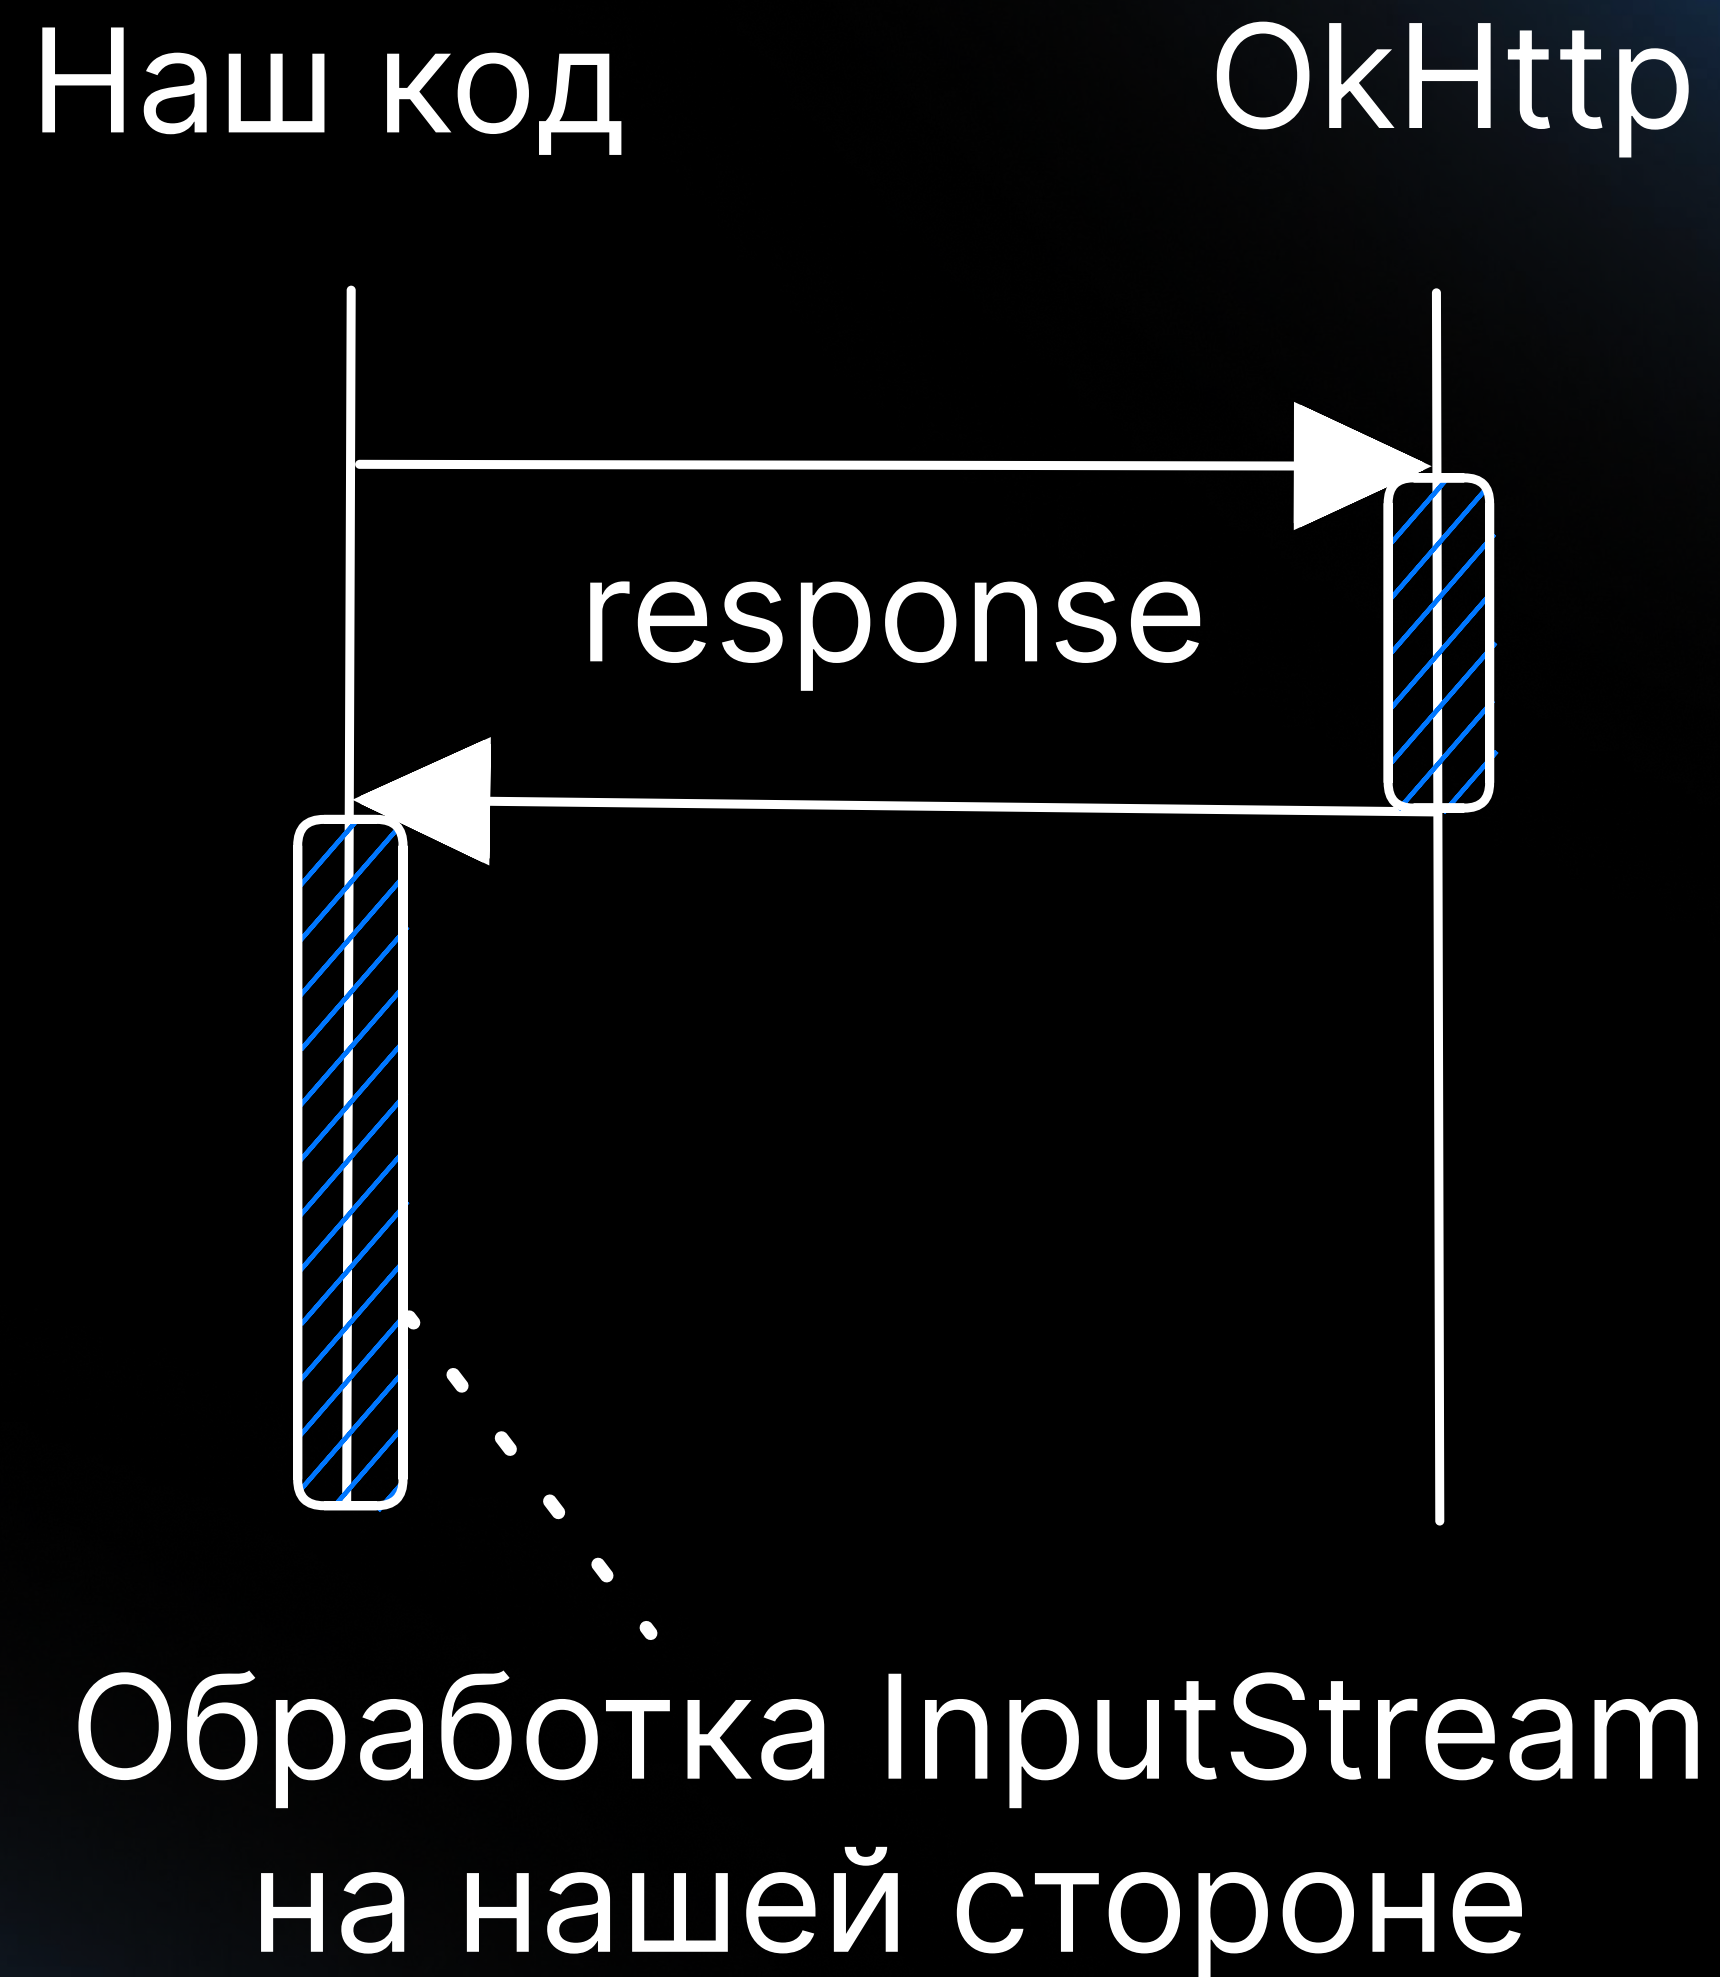 Наш код
OkHttp
response
Обработка InputStream
на нашей стороне